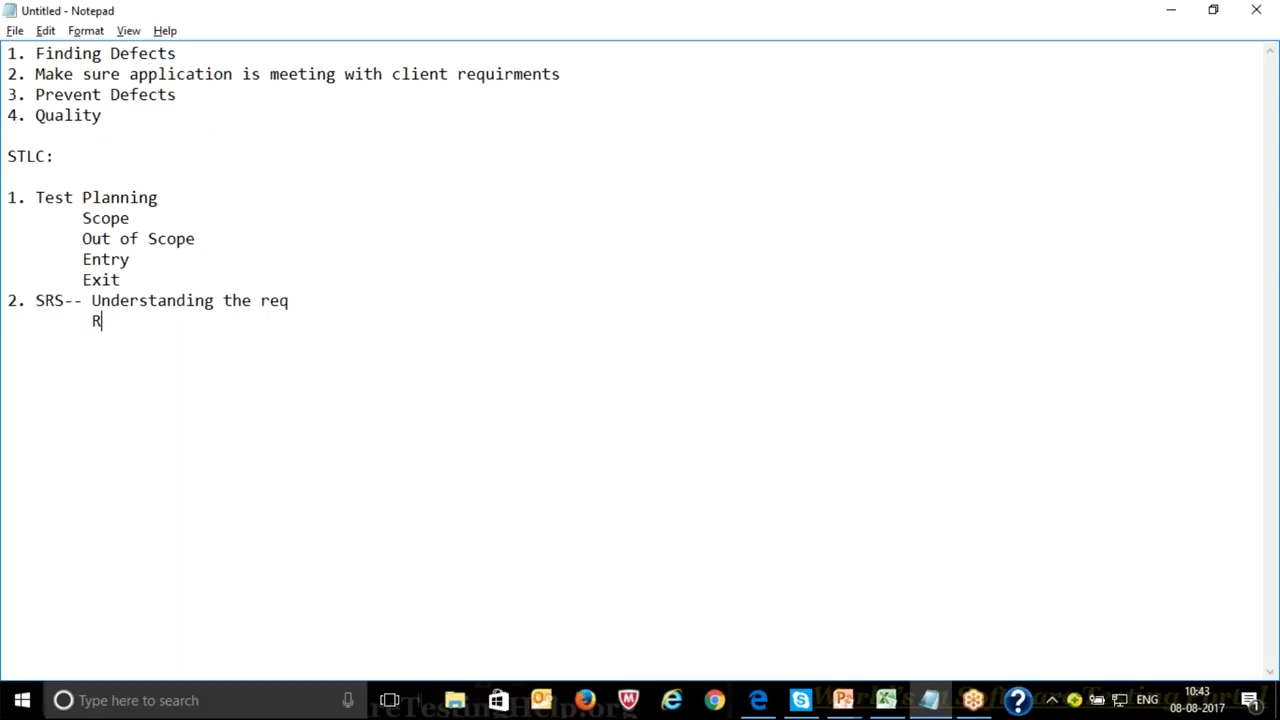 Untitled - Notepad
File Edit Format View Help
1. Finding Defects
2. Make sure application is meeting with client requirments
3. Prevent Defects
4. Quality
STLC:
1. Test Planning
Scope
Out of Scope
Entry
Exit
2. SRS-- Understanding the req
R
Type here to search
ENG
10:43
08-08-2017
reTestingHelp.org